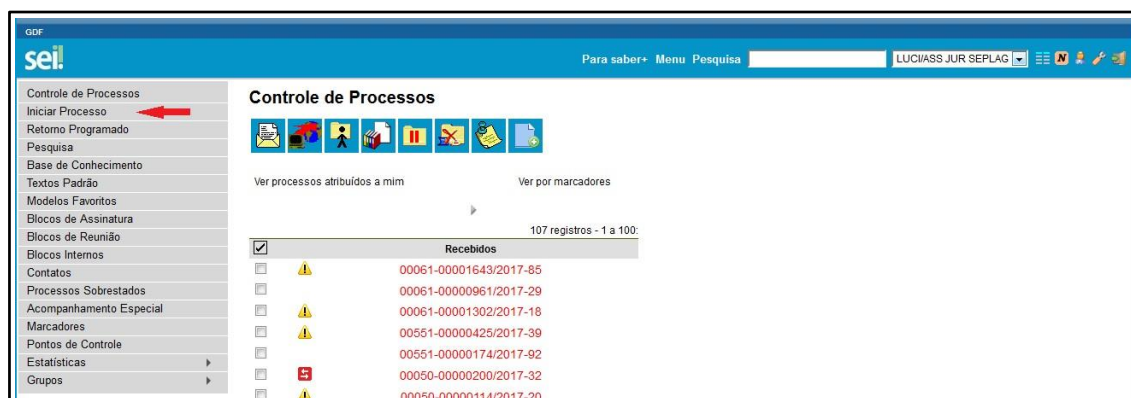 GDF
sei!
Para saber+ Menu Pesquisa
LUCI/ASS JUR SEPLAG
N
Controle de Processos
Iniciar Processo
Retorno Programado
Pesquisa
Base de Conhecimento
Textos Padrão
Modelos Favoritos
Blocos de Assinatura
Blocos de Reunião
Blocos Internos
Contatos
Processos Sobrestados
Acompanhamento Especial
Marcadores
Pontos de Controle
Estatísticas
Grupos
Controle de Processos
Ver processos atribuídos a mim
Ver por marcadores
107 registros - 1 a 100:
Recebidos
00061-00001643/2017-85
00061-00000961/2017-29
00061-00001302/2017-18
00551-00000425/2017-39
00551-00000174/2017-92
00050-00000200/2017-32
00050-00000114/2017-20